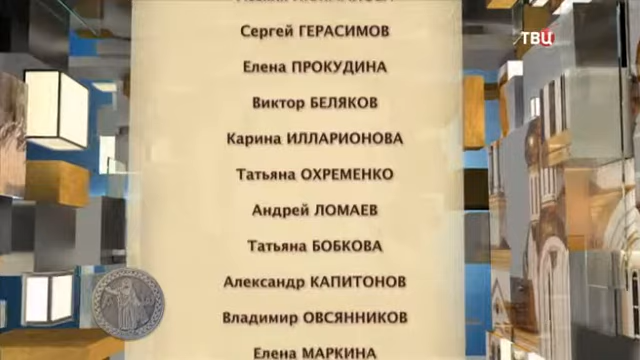 Сергей ГЕРАСИМОВ
ТВЦ
Елена ПРОКУДИНА
Виктор БЕЛЯКОВ
Карина ИЛЛАРИОНОВА
Татьяна ОХРЕМЕНКО
Андрей ЛОМАЕВ
Татьяна БОБКОВА
Александр КАПИТОНОВ
Владимир ОВСЯННИКОВ
Елена МАРКИНА